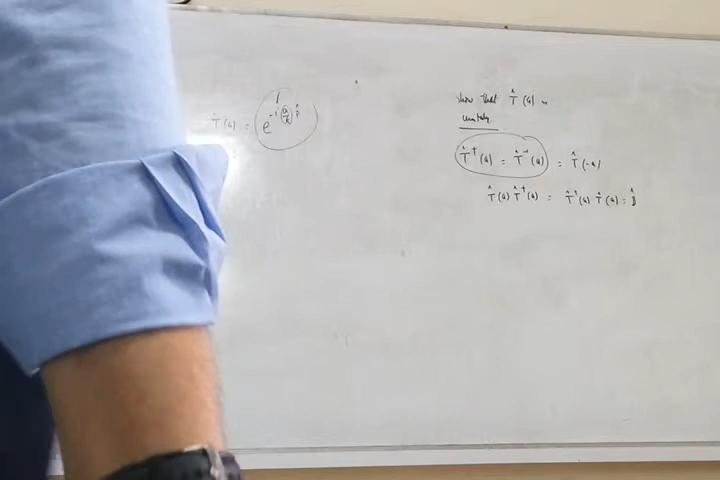 T̂(a) = e^{-i(a/ħ)p̂}
show that T̂(a) is
unitary
T̂†(a) = T̂⁻¹(a) = T̂(-a)
T̂(a) T̂†(a) = T̂†(a) T̂(a) = 1̂